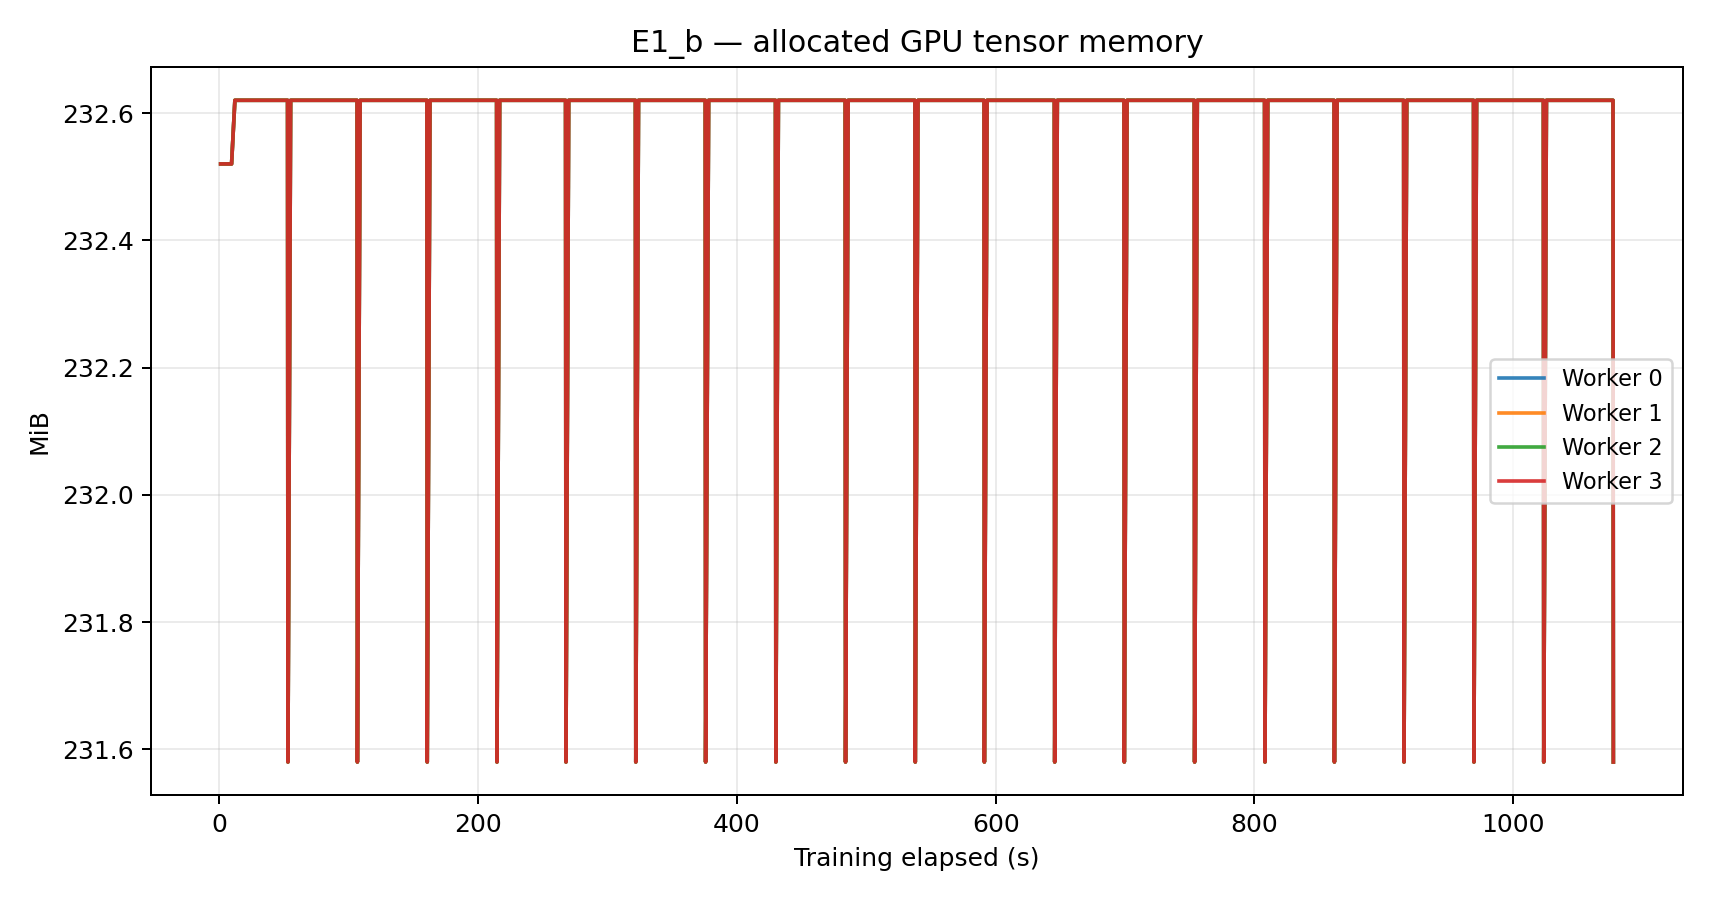 E1_b — allocated GPU tensor memory
MiB
232.6
232.4
232.2
232.0
231.8
231.6
Worker 0
Worker 1
Worker 2
Worker 3
0 200 400 600 800 1000
Training elapsed (s)